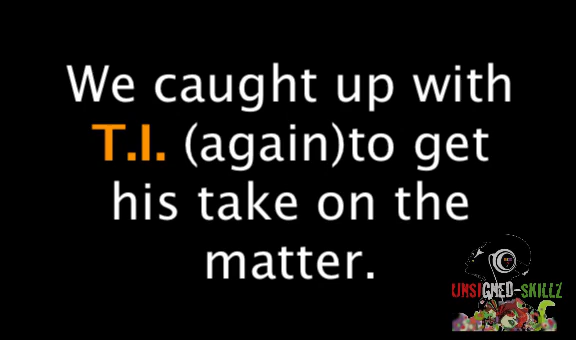 We caught up with
T.I. (again)to get
his take on the
matter.
UNSIGNED-SKILLZ